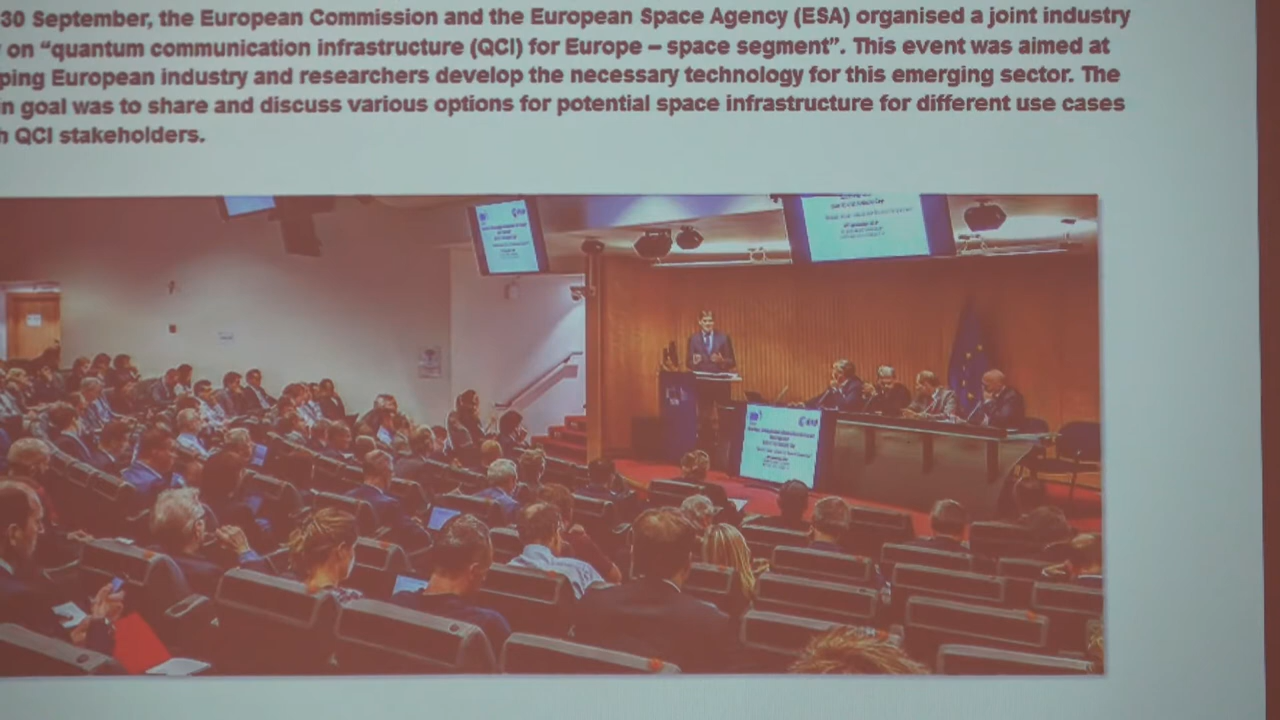 30 September, the European Commission and the European Space Agency (ESA) organised a joint industry
on “quantum communication infrastructure (QCI) for Europe – space segment”. This event was aimed at
ping European industry and researchers develop the necessary technology for this emerging sector. The
in goal was to share and discuss various options for potential space infrastructure for different use cases
h QCI stakeholders.